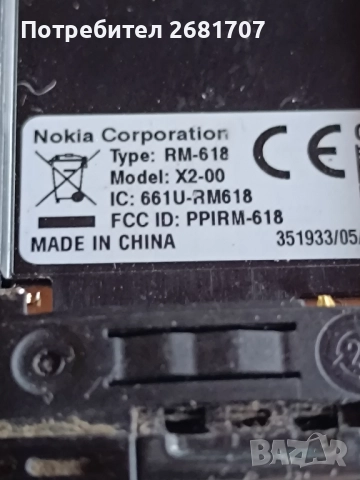 Потребител 2681707
Nokia Corporation
Type: RM-618
Model: X2-00
IC: 661U-RM618
FCC ID: PPIRM-618
MADE IN CHINA
CE
351933/05/
BAZAR